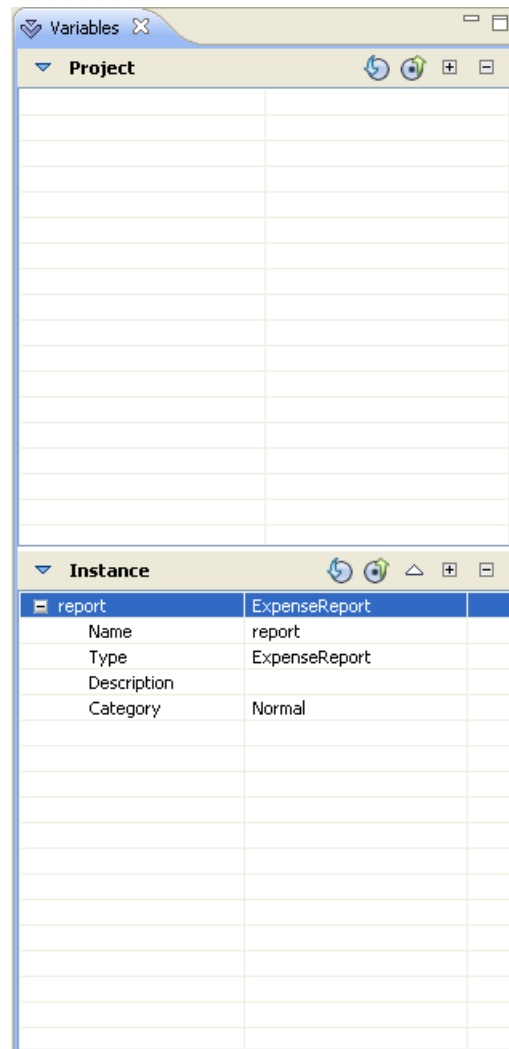 Variables
Project
Instance
report ExpenseReport
Name report
Type ExpenseReport
Description
Category Normal